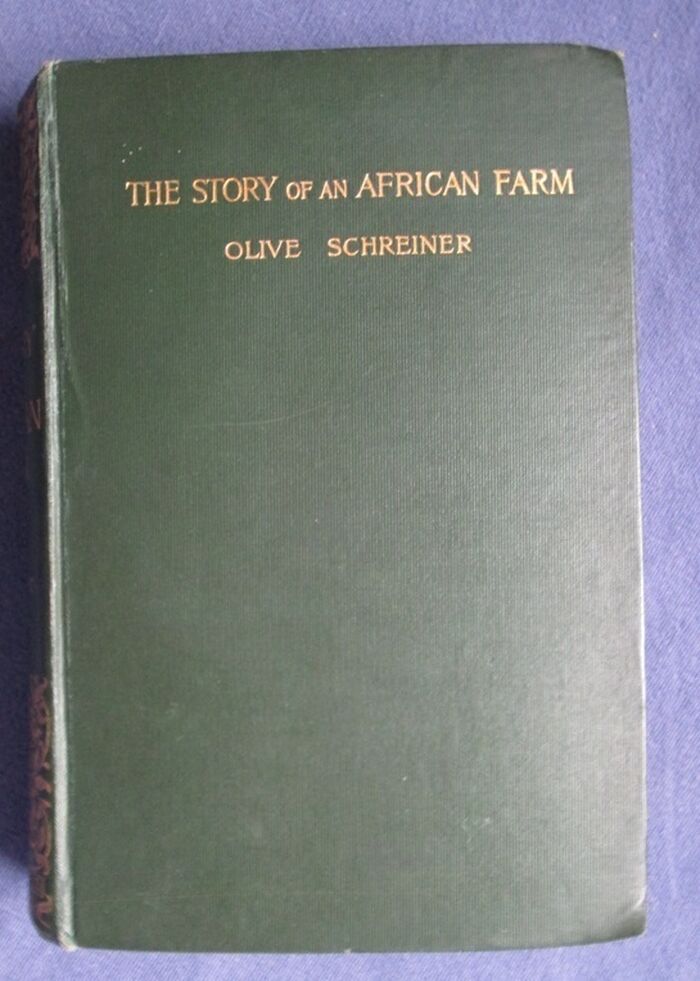 THE STORY OF AN AFRICAN FARM
OLIVE SCHREINER